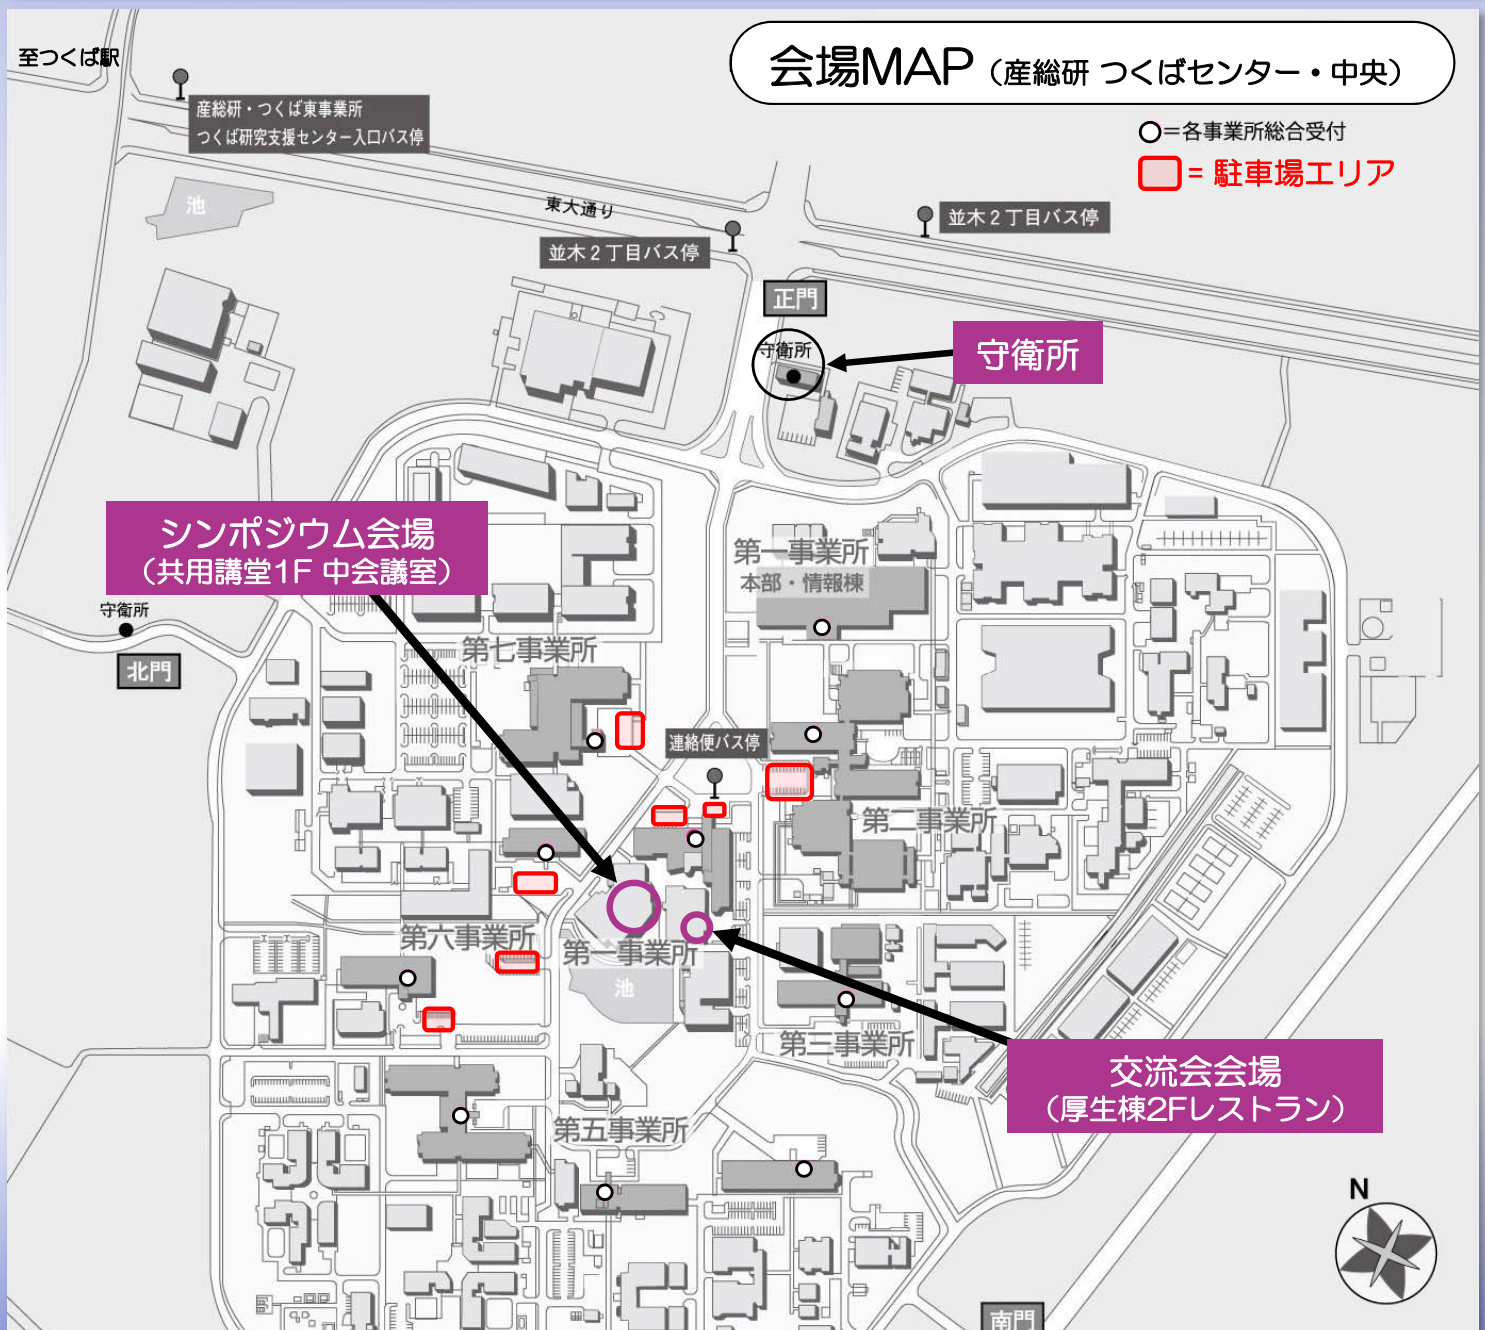 至つくば駅
会場MAP（産総研 つくばセンター・中央）
産総研・つくば東事業所
つくば研究支援センター入口バス停
○＝各事業所総合受付
= 駐車場エリア
池
東大通り
並木２丁目バス停
並木２丁目バス停
正門
守衛所
守衛所
シンポジウム会場
（共用講堂1F 中会議室）
第一事業所
本部・情報棟
守衛所
北門
第七事業所
連絡便バス停
第二事業所
第六事業所
第一事業所
池
第三事業所
交流会会場
（厚生棟2Fレストラン）
第五事業所
N
南門